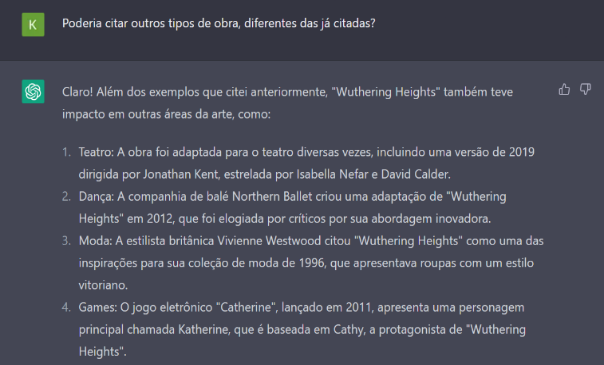 K
Poderia citar outros tipos de obra, diferentes das já citadas?
Claro! Além dos exemplos que citei anteriormente, "Wuthering Heights" também teve
impacto em outras áreas da arte, como:
1. Teatro: A obra foi adaptada para o teatro diversas vezes, incluindo uma versão de 2019
dirigida por Jonathan Kent, estrelada por Isabella Nefar e David Calder.
2. Dança: A companhia de balé Northern Ballet criou uma adaptação de "Wuthering
Heights" em 2012, que foi elogiada por críticos por sua abordagem inovadora.
3. Moda: A estilista britânica Vivienne Westwood citou "Wuthering Heights" como uma das
inspirações para sua coleção de moda de 1996, que apresentava roupas com um estilo
vitoriano.
4. Games: O jogo eletrônico "Catherine", lançado em 2011, apresenta uma personagem
principal chamada Katherine, que é baseada em Cathy, a protagonista de "Wuthering
Heights".